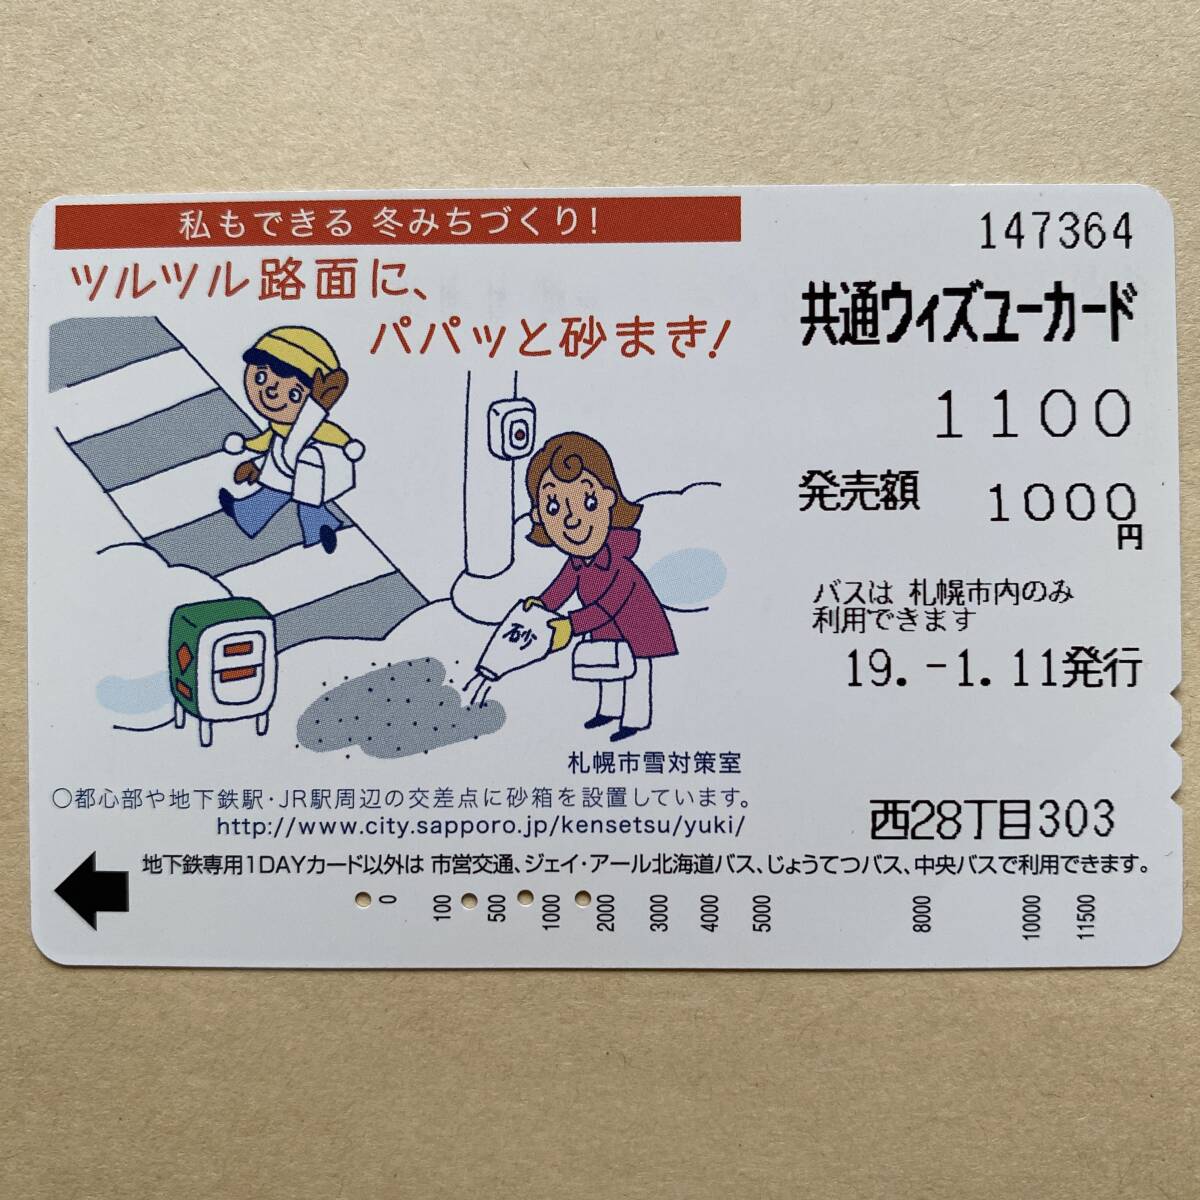 私もできる 冬みちづくり!
ツルツル路面に、
パパッと砂まき!
砂
札幌市雪対策室
○都心部や地下鉄駅・JR駅周辺の交差点に砂箱を設置しています。
http://www.city.sapporo.jp/kensetsu/yuki/
147364
共通ウィズユーカード
1100
発売額 1000円
バスは 札幌市内のみ
利用できます
19.-1.11発行
西28丁目303
地下鉄専用1DAYカード以外は 市営交通、ジェイ・アール北海道バス、じょうてつバス、中央バスで利用できます。
0 100 500 1000 2000 3000 4000 5000 8000 10000 11500